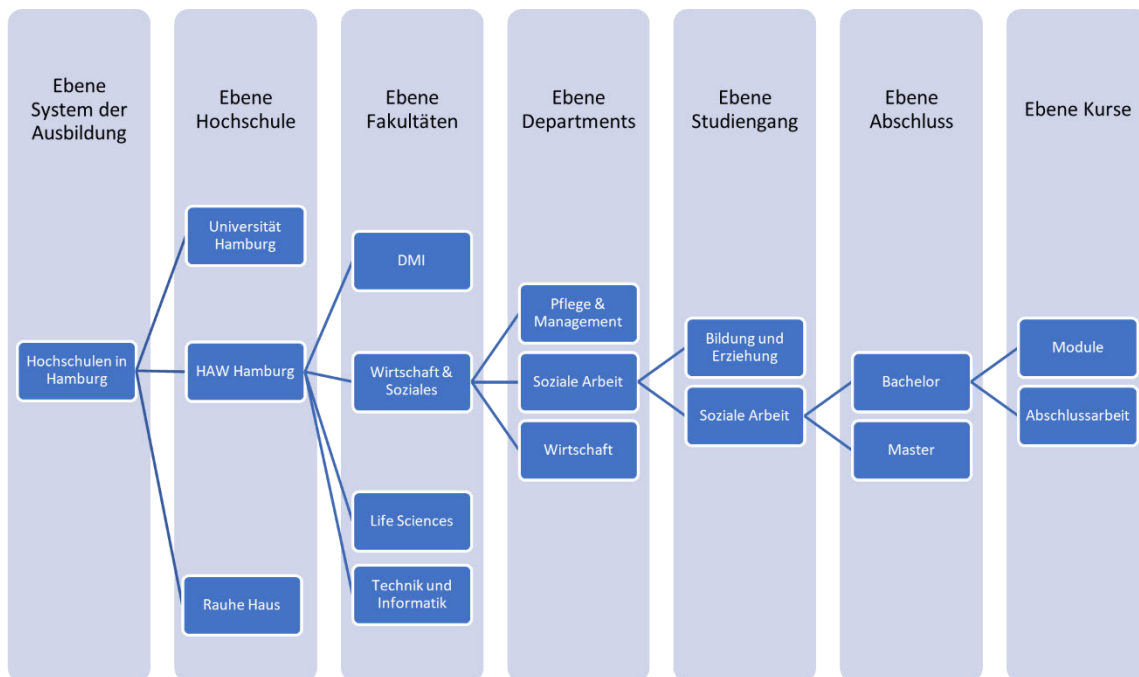 Ebene
System der
Ausbildung
Ebene
Hochschule
Ebene
Fakultäten
Ebene
Departments
Ebene
Studiengang
Ebene
Abschluss
Ebene Kurse
Hochschulen in
Hamburg
Universität
Hamburg
HAW Hamburg
Rauhe Haus
DMI
Wirtschaft &
Soziales
Life Sciences
Technik und
Informatik
Pflege &
Management
Soziale Arbeit
Wirtschaft
Bildung und
Erziehung
Soziale Arbeit
Bachelor
Master
Module
Abschlussarbeit